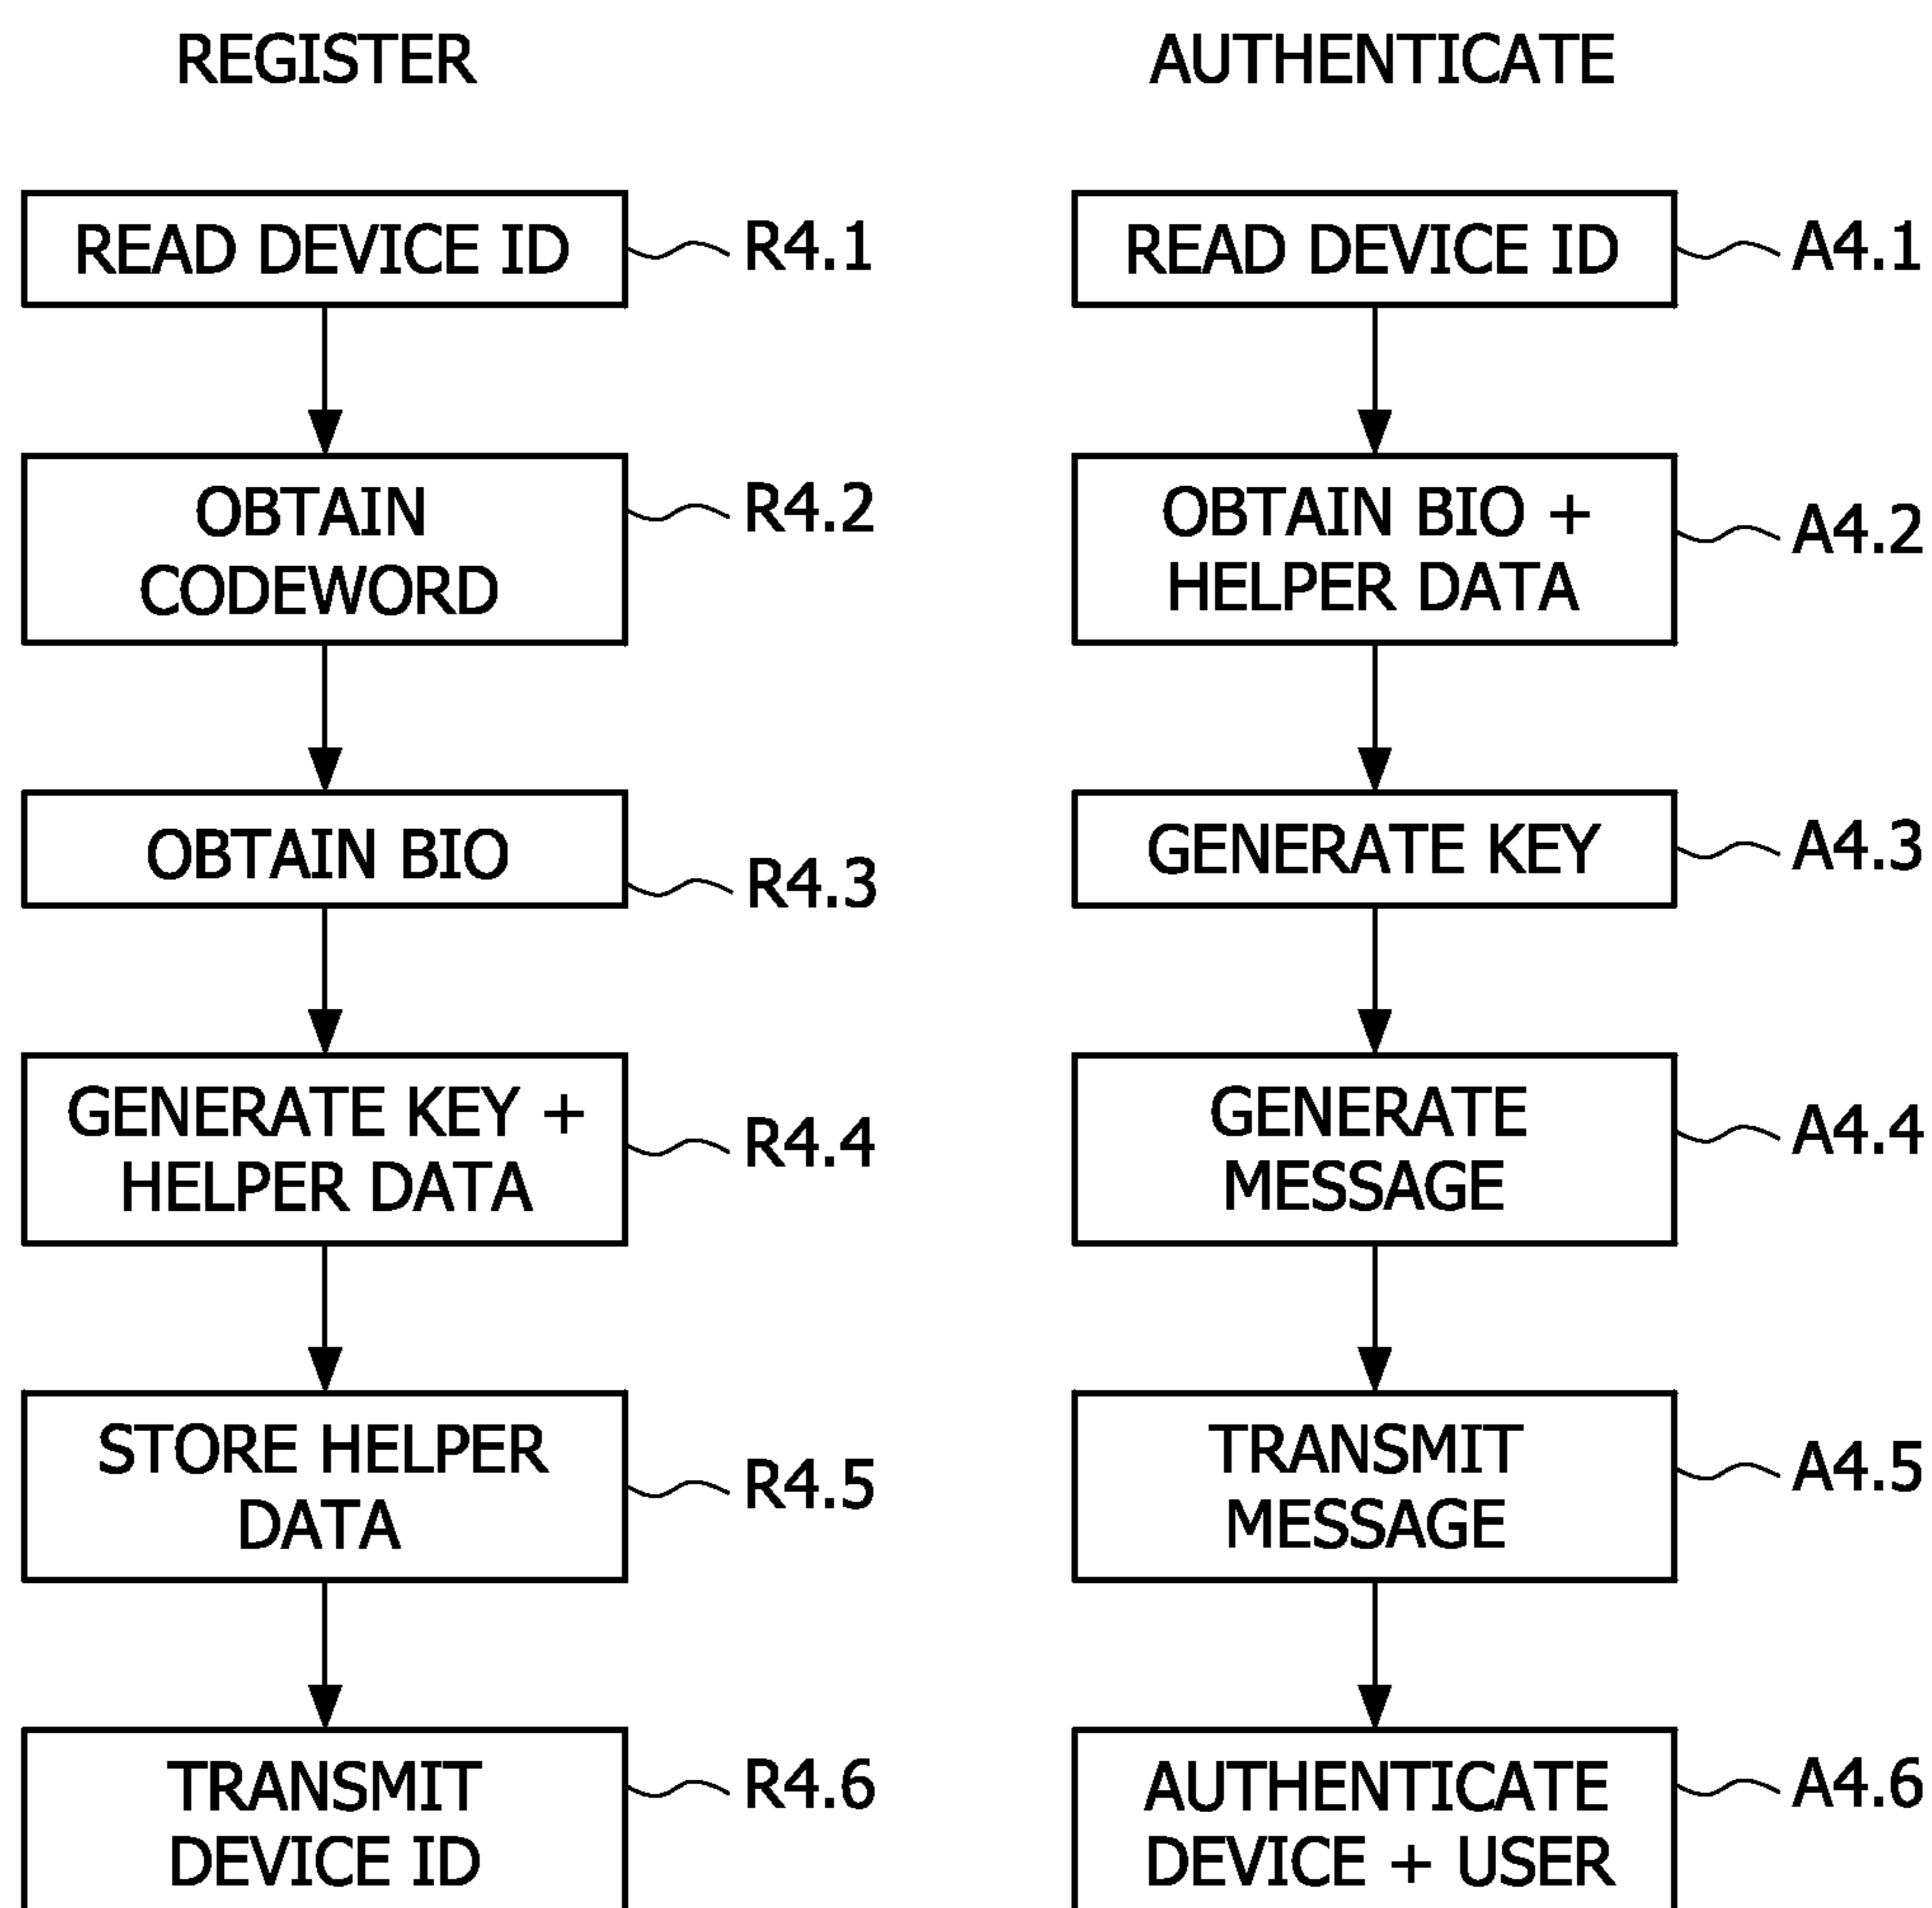 REGISTER
READ DEVICE ID
R4.1
OBTAIN
CODEWORD
R4.2
OBTAIN BIO
R4.3
GENERATE KEY +
HELPER DATA
R4.4
STORE HELPER
DATA
R4.5
TRANSMIT
DEVICE ID
R4.6
AUTHENTICATE
READ DEVICE ID
A4.1
OBTAIN BIO +
HELPER DATA
A4.2
GENERATE KEY
A4.3
GENERATE
MESSAGE
A4.4
TRANSMIT
MESSAGE
A4.5
AUTHENTICATE
DEVICE + USER
A4.6